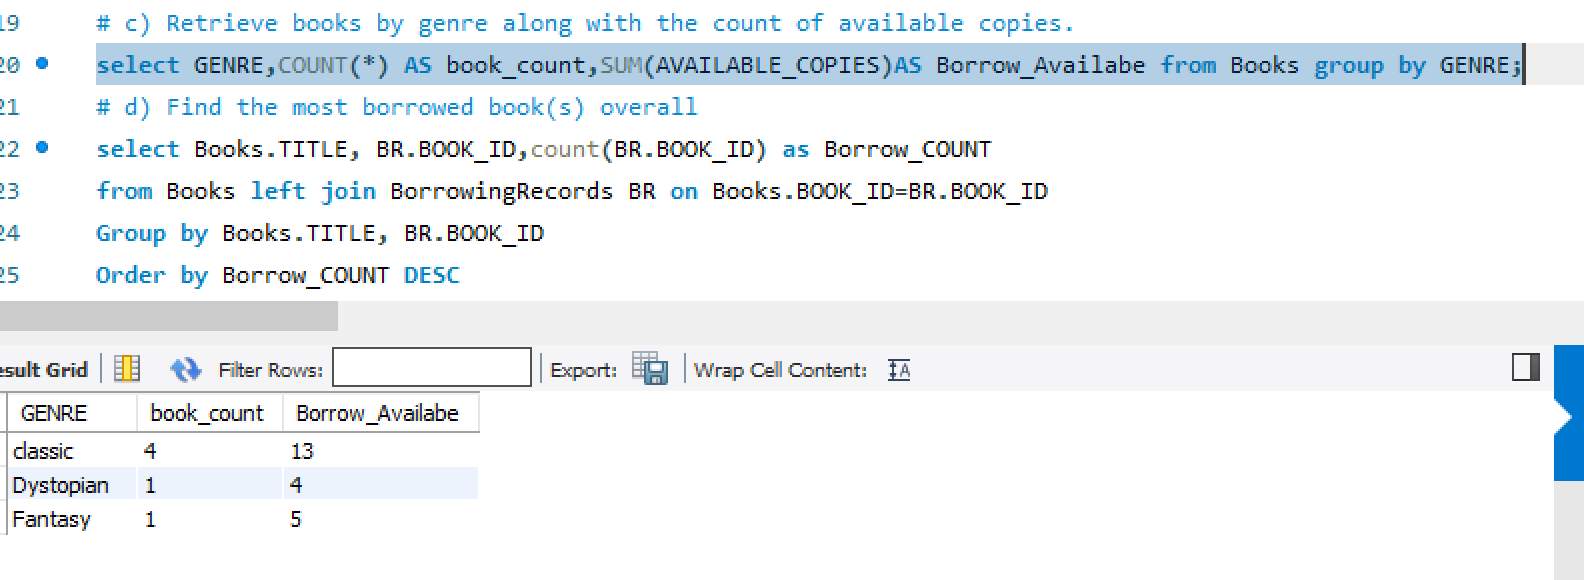 19 # c) Retrieve books by genre along with the count of available copies.
20 select GENRE,COUNT(*) AS book_count,SUM(AVAILABLE_COPIES)AS Borrow_Availabe from Books group by GENRE;
21 # d) Find the most borrowed book(s) overall
22 select Books.TITLE, BR.BOOK_ID,count(BR.BOOK_ID) as Borrow_COUNT
23 from Books left join BorrowingRecords BR on Books.BOOK_ID=BR.BOOK_ID
24 Group by Books.TITLE, BR.BOOK_ID
25 Order by Borrow_COUNT DESC
esult Grid Filter Rows: Export: Wrap Cell Content: IA
GENRE book_count Borrow_Availabe
classic 4 13
Dystopian 1 4
Fantasy 1 5